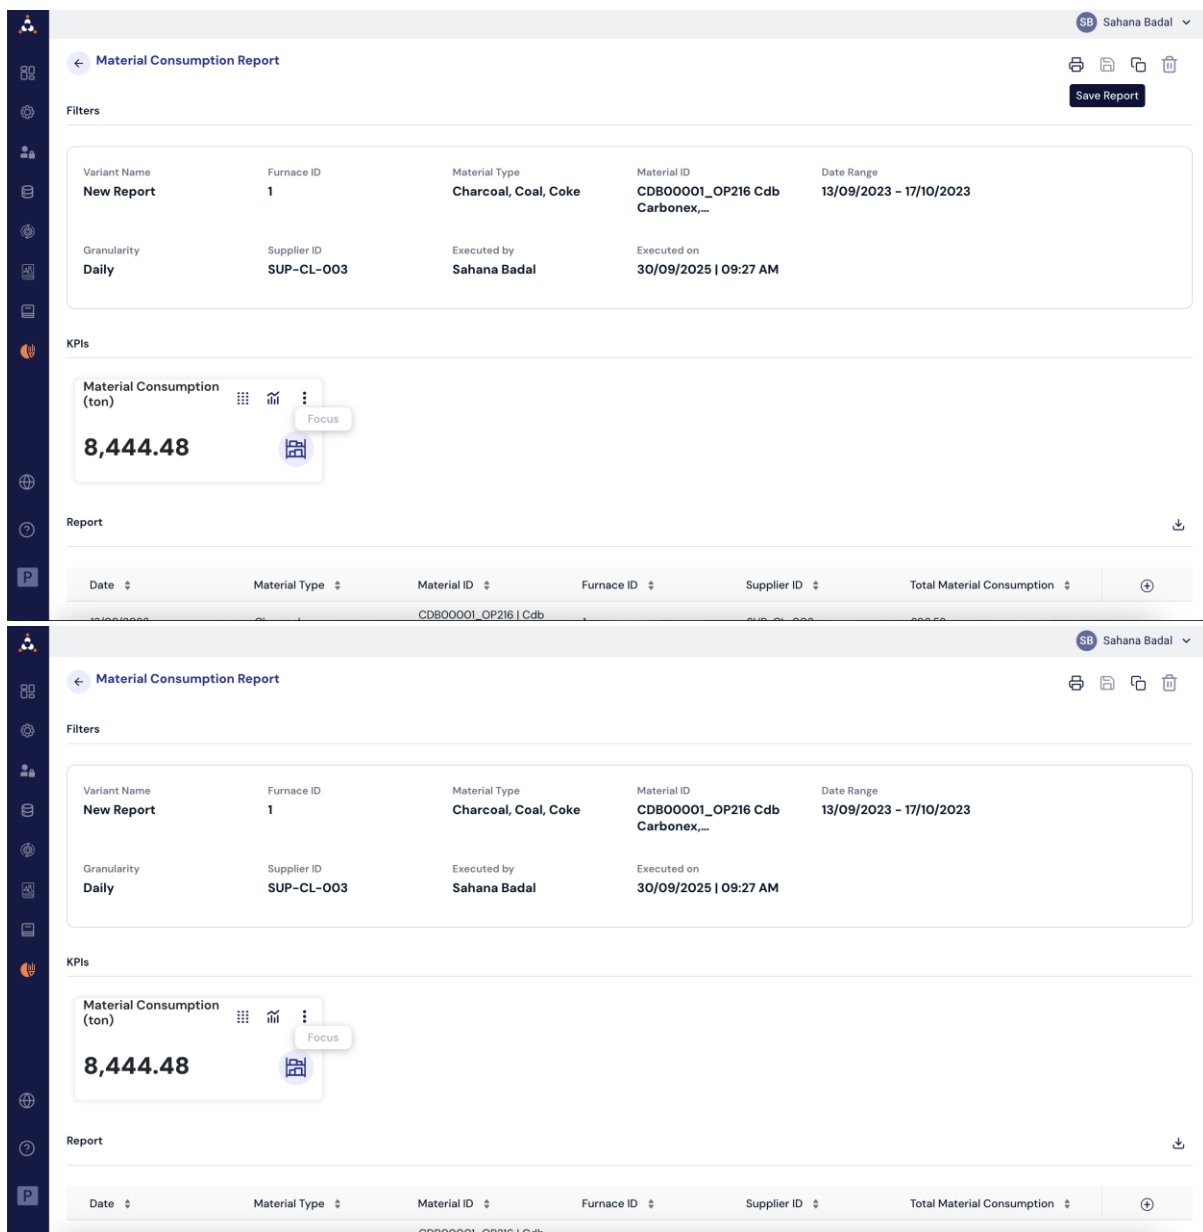 SB Sahana Badal
Material Consumption Report
Save Report
Filters
Variant Name Furnace ID Material Type Material ID Date Range
New Report 1 Charcoal, Coal, Coke CDB00001_OP216 Cdb 13/09/2023 - 17/10/2023
Carbonex,...
Granularity Supplier ID Executed by Executed on
Daily SUP-CL-003 Sahana Badal 30/09/2025 | 09:27 AM
KPIs
Material Consumption
(ton)
Focus
8,444.48
Report
P
Date Material Type Material ID Furnace ID Supplier ID Total Material Consumption
CDB00001_OP216 | Cdb
SB Sahana Badal
Material Consumption Report
Filters
Variant Name Furnace ID Material Type Material ID Date Range
New Report 1 Charcoal, Coal, Coke CDB00001_OP216 Cdb 13/09/2023 - 17/10/2023
Carbonex,...
Granularity Supplier ID Executed by Executed on
Daily SUP-CL-003 Sahana Badal 30/09/2025 | 09:27 AM
KPIs
Material Consumption
(ton)
Focus
8,444.48
Report
P
Date Material Type Material ID Furnace ID Supplier ID Total Material Consumption